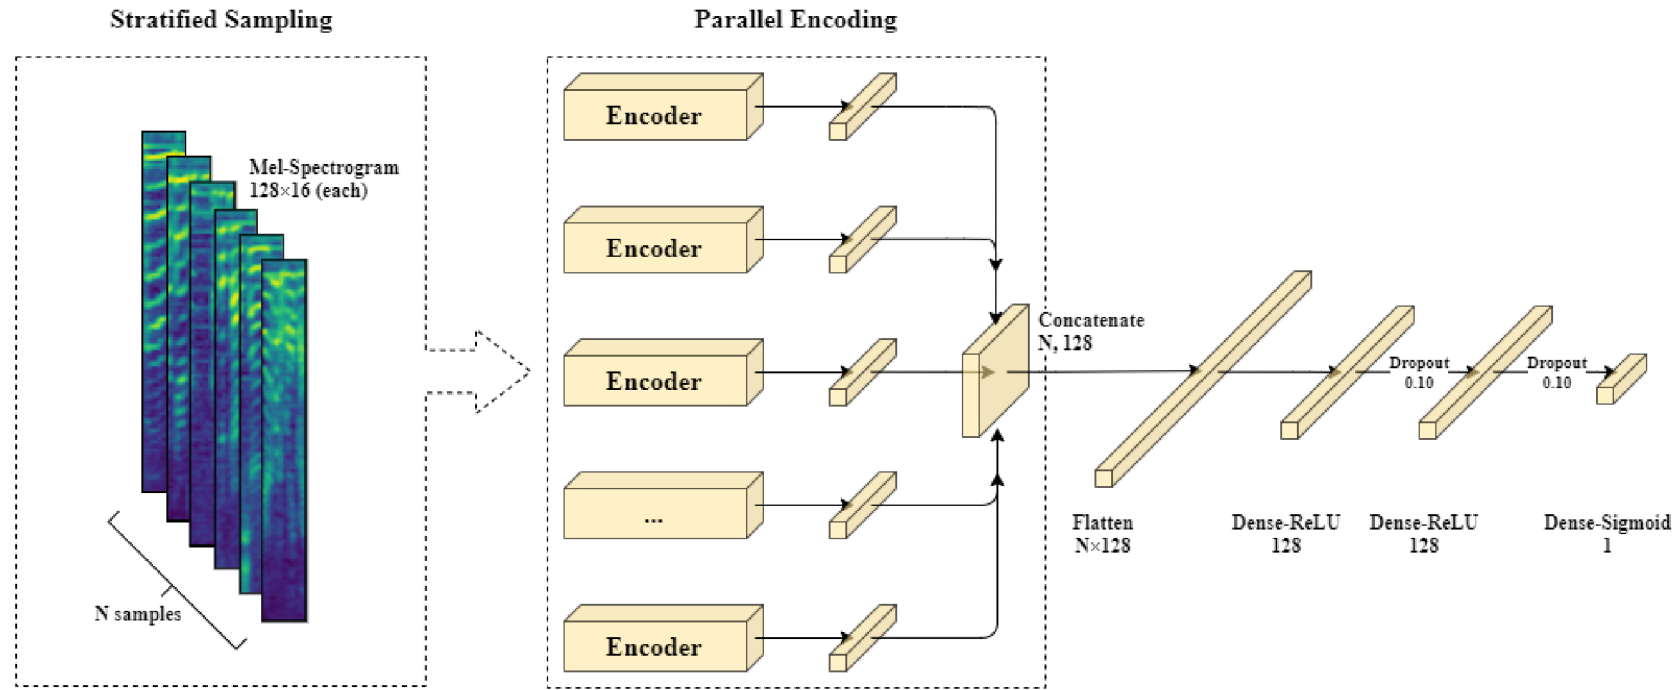 Stratified Sampling
Parallel Encoding
Mel-Spectrogram
128×16 (each)
N samples
Encoder
Encoder
Encoder
...
Encoder
Concatenate
N, 128
Dropout
0.10
Dropout
0.10
Flatten
N×128
Dense-ReLU
128
Dense-ReLU
128
Dense-Sigmoid
1